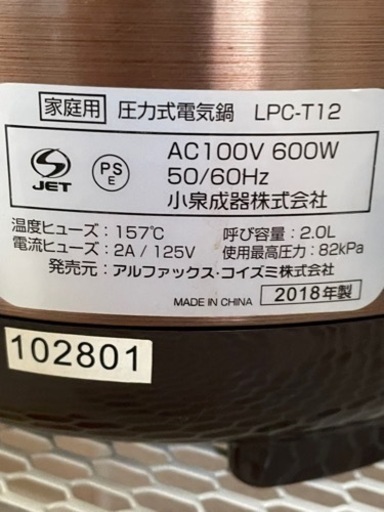 家庭用 圧力式電気鍋 LPC-T12
JET
PS
E
AC100V 600W
50/60Hz
小泉成器株式会社
温度ヒューズ：157℃ 呼び容量：2.0L
電流ヒューズ：2A / 125V 使用最高圧力：82kPa
発売元：アルファックス・コイズミ株式会社
MADE IN CHINA 2018年製
102801